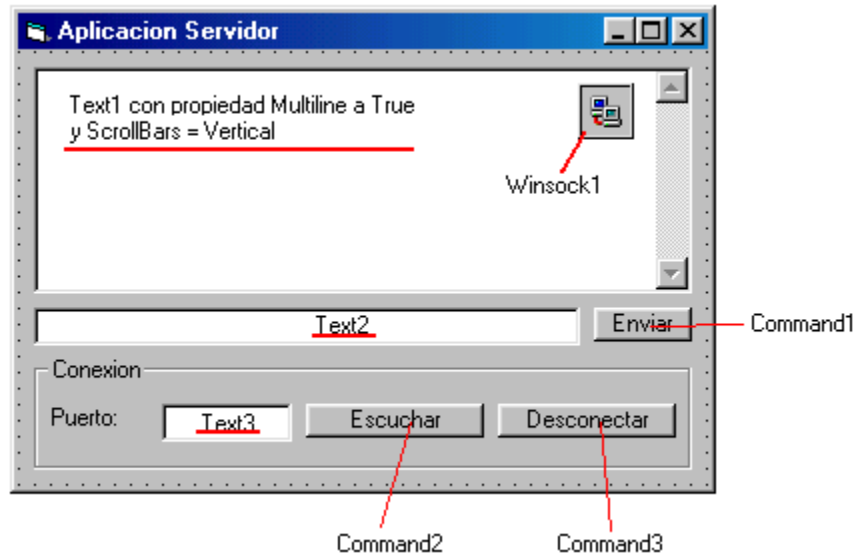 Aplicacion Servidor
Text1 con propiedad Multiline a True
y ScrollBars = Vertical
Winsock1
Text2
Enviar
Command1
Conexion
Puerto:
Text3
Escuchar
Desconectar
Command2
Command3